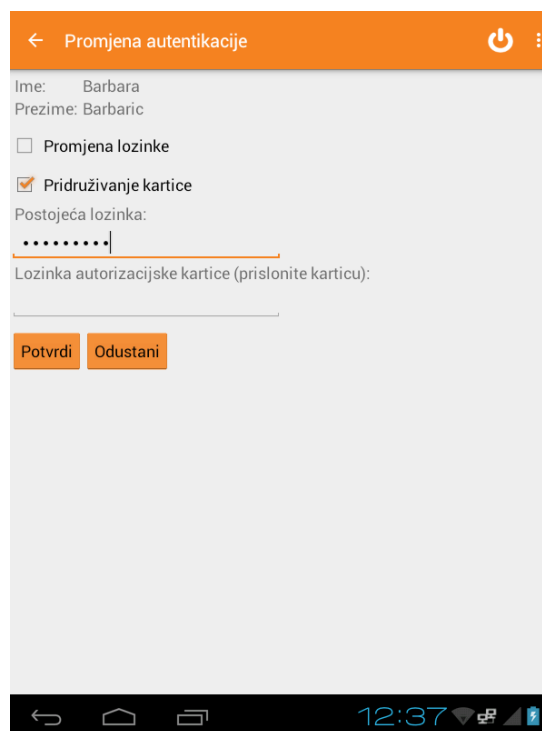 Promjena autentikacije
Ime: Barbara
Prezime: Barbaric
Promjena lozinke
Pridruživanje kartice
Postojeća lozinka:
•••••••••
Lozinka autorizacijske kartice (prislonite karticu):
Potvrdi Odustani
12:37